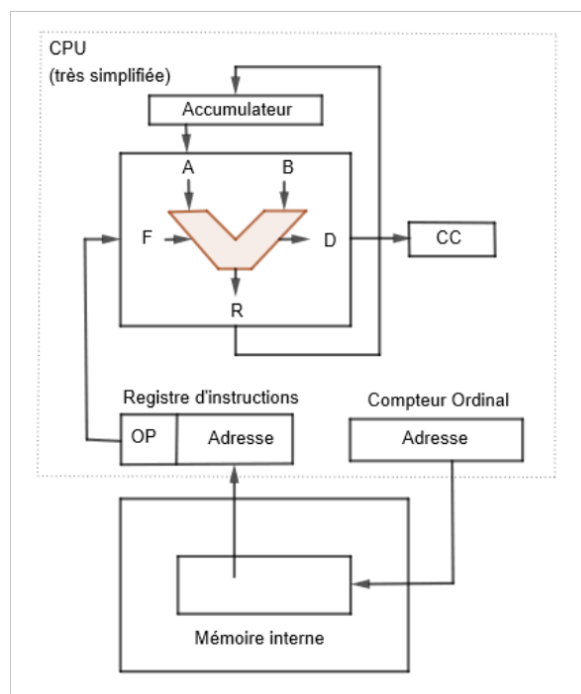 CPU
(très simplifiée)
Accumulateur
A
B
F
D
CC
R
Registre d'instructions
Compteur Ordinal
OP
Adresse
Adresse
Mémoire interne